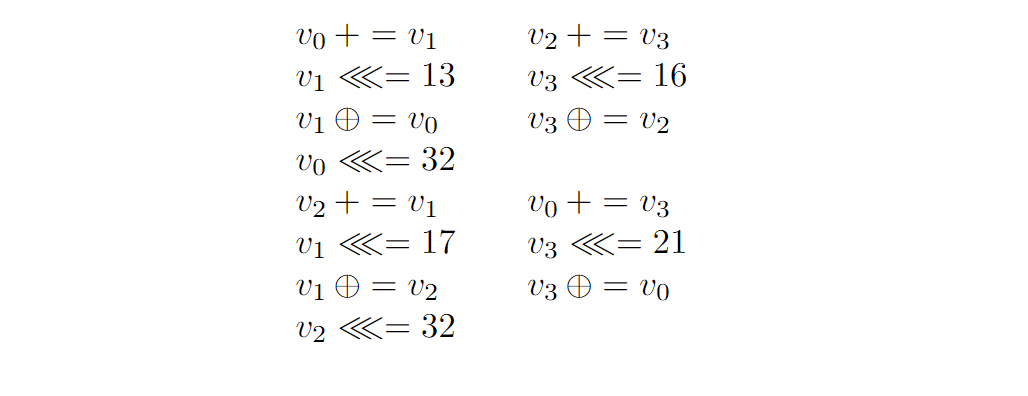 v₀ + = v₁ v₂ + = v₃
v₁ ⋘= 13 v₃ ⋘= 16
v₁ ⊕ = v₀ v₃ ⊕ = v₂
v₀ ⋘= 32
v₂ + = v₁ v₀ + = v₃
v₁ ⋘= 17 v₃ ⋘= 21
v₁ ⊕ = v₂ v₃ ⊕ = v₀
v₂ ⋘= 32